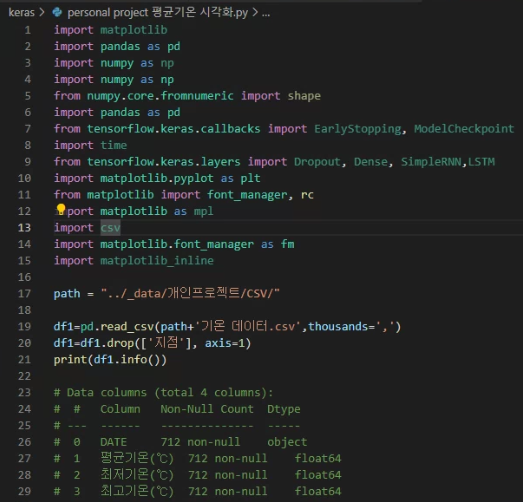 keras > personal project 평균기온 시각화.py > ...
1 import matplotlib
2 import pandas as pd
3 import numpy as np
4 import numpy as np
5 from numpy.core.fromnumeric import shape
6 import pandas as pd
7 from tensorflow.keras.callbacks import EarlyStopping, ModelCheckpoint
8 import time
9 from tensorflow.keras.layers import Dropout, Dense, SimpleRNN,LSTM
10 import matplotlib.pyplot as plt
11 from matplotlib import font_manager, rc
12 import matplotlib as mpl
13 import csv
14 import matplotlib.font_manager as fm
15 import matplotlib_inline
16
17 path = "../_data/개인프로젝트/CSV/"
18
19 df1=pd.read_csv(path+'기온 데이터.csv',thousands=',')
20 df1=df1.drop(['지점'], axis=1)
21 print(df1.info())
22
23 # Data columns (total 4 columns):
24 # # Column Non-Null Count Dtype
25 # --- ------ -------------- -----
26 # 0 DATE 712 non-null object
27 # 1 평균기온(℃) 712 non-null float64
28 # 2 최저기온(℃) 712 non-null float64
29 # 3 최고기온(℃) 712 non-null float64